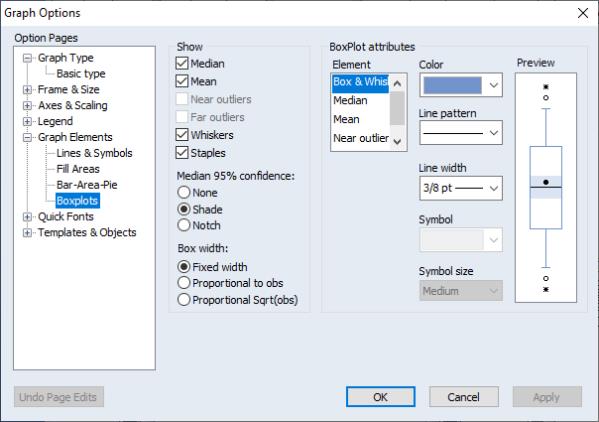 Graph Options
Option Pages
Graph Type
Basic type
Frame & Size
Axes & Scaling
Legend
Graph Elements
Lines & Symbols
Fill Areas
Bar-Area-Pie
Boxplots
Quick Fonts
Templates & Objects
Show
Median
Mean
Near outliers
Far outliers
Whiskers
Staples
Median 95% confidence:
None
Shade
Notch
Box width:
Fixed width
Proportional to obs
Proportional Sqrt(obs)
BoxPlot attributes
Element
Box & Whis
Median
Mean
Near outlier
Color
Line pattern
Line width
3/8 pt
Symbol
Symbol size
Medium
Preview
Undo Page Edits
OK
Cancel
Apply